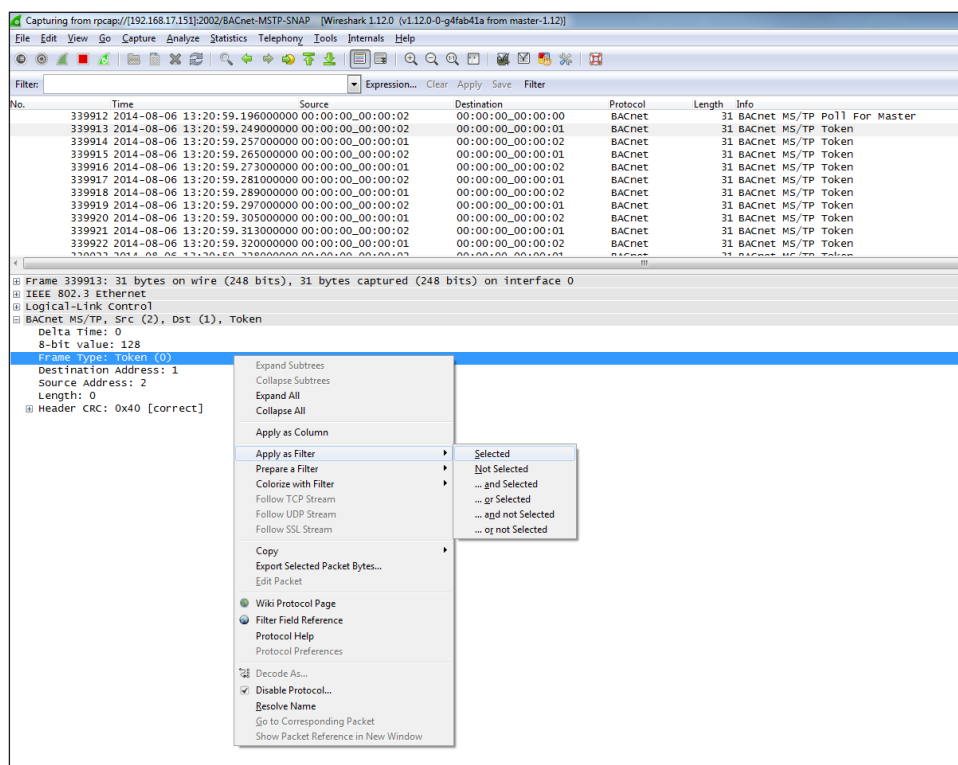 Capturing from rpcap://[192.168.17.151]:2002/BACnet-MSTP-SNAP [Wireshark 1.12.0 (v1.12.0-0-g4fab41a from master-1.12)]
File Edit View Go Capture Analyze Statistics Telephony Tools Internals Help
Filter: Expression... Clear Apply Save Filter
No. Time Source Destination Protocol Length Info
339912 2014-08-06 13:20:59.196000000 00:00:00_00:00:02 00:00:00_00:00:00 BACnet 31 BACnet MS/TP Poll For Master
339913 2014-08-06 13:20:59.249000000 00:00:00_00:00:02 00:00:00_00:00:01 BACnet 31 BACnet MS/TP Token
339914 2014-08-06 13:20:59.257000000 00:00:00_00:00:01 00:00:00_00:00:02 BACnet 31 BACnet MS/TP Token
339915 2014-08-06 13:20:59.265000000 00:00:00_00:00:02 00:00:00_00:00:01 BACnet 31 BACnet MS/TP Token
339916 2014-08-06 13:20:59.273000000 00:00:00_00:00:01 00:00:00_00:00:02 BACnet 31 BACnet MS/TP Token
339917 2014-08-06 13:20:59.281000000 00:00:00_00:00:02 00:00:00_00:00:01 BACnet 31 BACnet MS/TP Token
339918 2014-08-06 13:20:59.289000000 00:00:00_00:00:01 00:00:00_00:00:02 BACnet 31 BACnet MS/TP Token
339919 2014-08-06 13:20:59.297000000 00:00:00_00:00:02 00:00:00_00:00:01 BACnet 31 BACnet MS/TP Token
339920 2014-08-06 13:20:59.305000000 00:00:00_00:00:01 00:00:00_00:00:02 BACnet 31 BACnet MS/TP Token
339921 2014-08-06 13:20:59.313000000 00:00:00_00:00:02 00:00:00_00:00:01 BACnet 31 BACnet MS/TP Token
339922 2014-08-06 13:20:59.320000000 00:00:00_00:00:01 00:00:00_00:00:02 BACnet 31 BACnet MS/TP Token
Frame 339913: 31 bytes on wire (248 bits), 31 bytes captured (248 bits) on interface 0
IEEE 802.3 Ethernet
Logical-Link Control
BACnet MS/TP, Src (2), Dst (1), Token
Delta Time: 0
8-bit value: 128
Frame Type: Token (0)
Destination Address: 1
Source Address: 2
Length: 0
Header CRC: 0x40 [correct]
Expand Subtrees
Collapse Subtrees
Expand All
Collapse All
Apply as Column
Apply as Filter
Prepare a Filter
Colorize with Filter
Follow TCP Stream
Follow UDP Stream
Follow SSL Stream
Copy
Export Selected Packet Bytes...
Edit Packet
Wiki Protocol Page
Filter Field Reference
Protocol Help
Protocol Preferences
Decode As...
Disable Protocol...
Resolve Name
Go to Corresponding Packet
Show Packet Reference in New Window
Selected
Not Selected
... and Selected
... or Selected
... and not Selected
... or not Selected